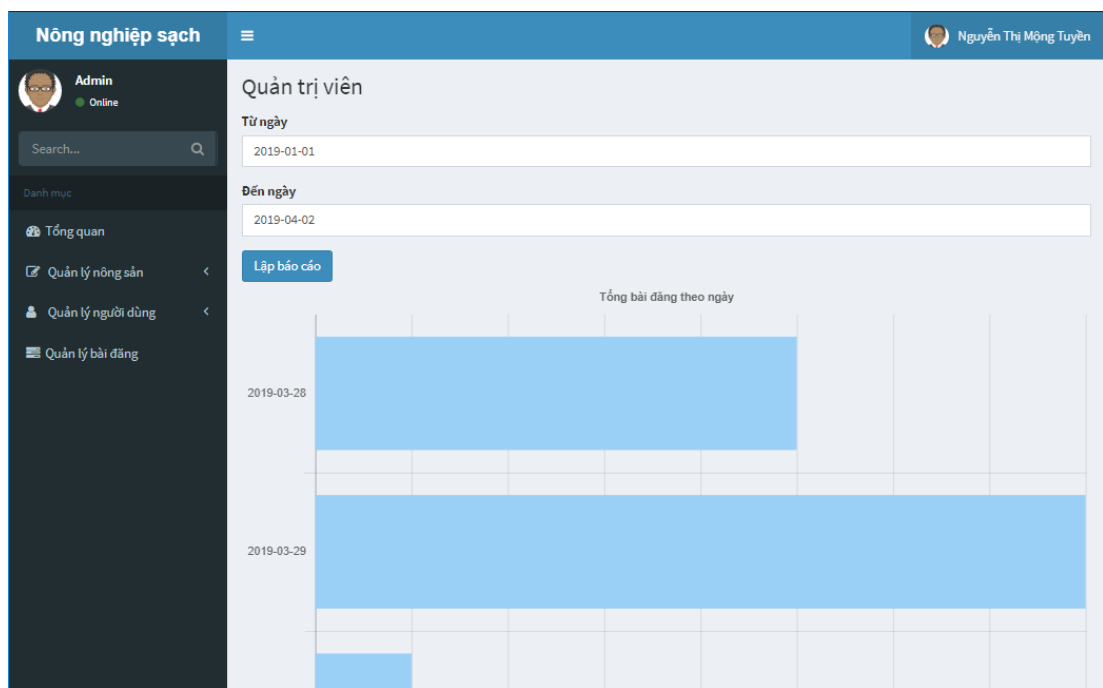 Nông nghiệp sạch
Nguyễn Thị Mộng Tuyền
Admin
Online
Search...
Danh mục
Tổng quan
Quản lý nông sản
Quản lý người dùng
Quản lý bài đăng
Quản trị viên
Từ ngày
2019-01-01
Đến ngày
2019-04-02
Lập báo cáo
Tổng bài đăng theo ngày
2019-03-28
2019-03-29